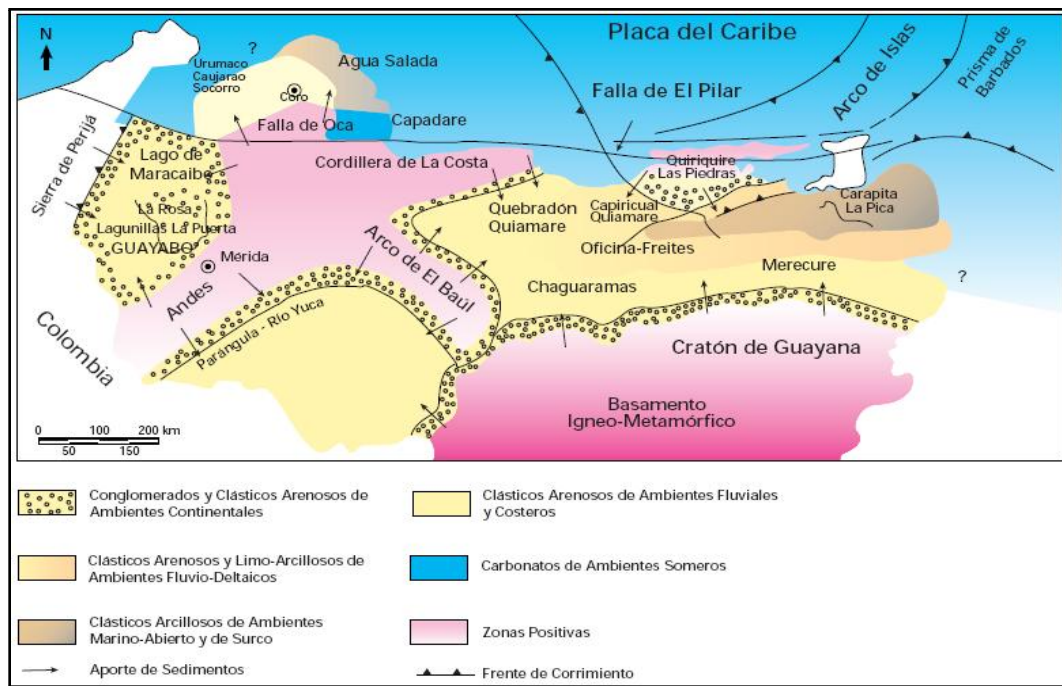 N
Placa del Caribe
?
Urumaco
Caujarao
Socorro
Agua Salada
Coro
Falla de Oca
Capadare
Falla de El Pilar
Arco de Islas
Prisma de
Barbados
Sierra de Perijá
Lago de
Maracaibo
La Rosa
Lagunillas La Puerta
GUAYABO
Cordillera de La Costa
Quiriquire
Las Piedras
Capiricual
Quiamare
Quebradón
Quiamare
Carapita
La Pica
Oficina-Freites
Mérida
Andes
Arco de El Baúl
Chaguaramas
Merecure
?
Colombia
Parángula - Río Yuca
Cratón de Guayana
Basamento
Igneo-Metamórfico
0 100 200 km
50 150
Conglomerados y Clásticos Arenosos de
Ambientes Continentales
Clásticos Arenosos de Ambientes Fluviales
y Costeros
Clásticos Arenosos y Limo-Arcillosos de
Ambientes Fluvio-Deltaicos
Carbonatos de Ambientes Someros
Clásticos Arcillosos de Ambientes
Marino-Abierto y de Surco
Zonas Positivas
Aporte de Sedimentos
Frente de Corrimiento